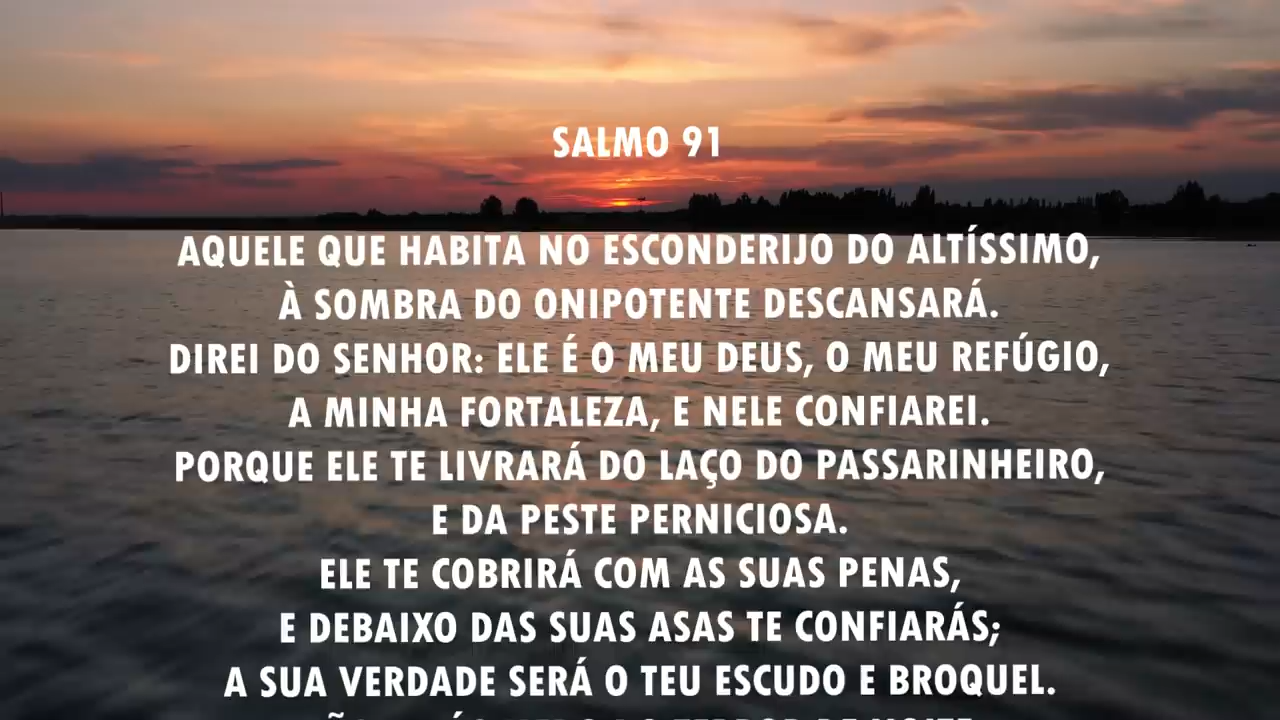 SALMO 91
AQUELE QUE HABITA NO ESCONDERIJO DO ALTÍSSIMO,
À SOMBRA DO ONIPOTENTE DESCANSARÁ.
DIREI DO SENHOR: ELE É O MEU DEUS, O MEU REFÚGIO,
A MINHA FORTALEZA, E NELE CONFIAREI.
PORQUE ELE TE LIVRARÁ DO LAÇO DO PASSARINHEIRO,
E DA PESTE PERNICIOSA.
ELE TE COBRIRÁ COM AS SUAS PENAS,
E DEBAIXO DAS SUAS ASAS TE CONFIARÁS;
A SUA VERDADE SERÁ O TEU ESCUDO E BROQUEL.